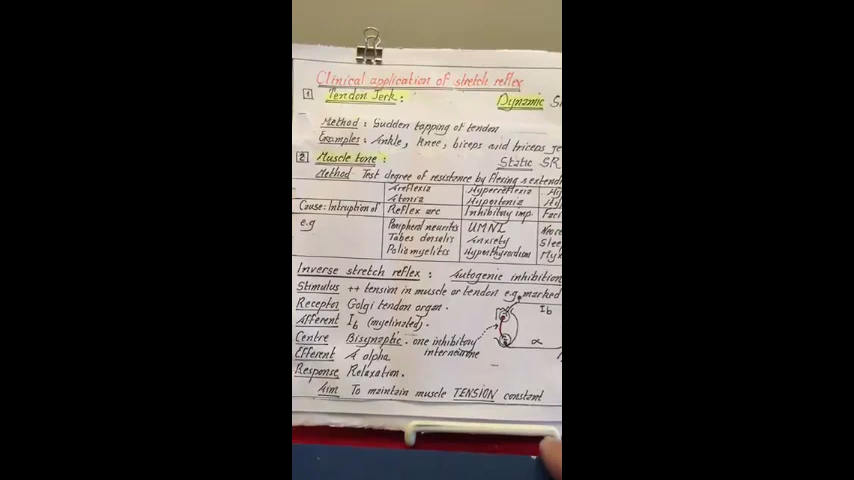 Clinical application of stretch reflex
1 Tendon Jerk: Dynamic
Method: Sudden tapping of tendon
Examples: Ankle, Knee, biceps and triceps
2 Muscle tone: Static SR
Method Test degree of resistance by flexing &
Areflexia Hyperreflexia
Atonia Hypertonia
Cause: Intruption of Reflex arc Inhibitory imp.
e.g Peripheral neuritis UMNL
Tabes dorsalis Anxiety
Poliomyelitis Hyperthyroidism
Inverse stretch reflex: Autogenic inhibition
Stimulus ++ tension in muscle or tendon e.g. marked
Receptor Golgi tendon organ. Ib
Afferent Ib (myelinated).
Centre Bisynaptic. one inhibitory α
interneurone
Efferent A alpha.
Response Relaxation.
Aim To maintain muscle TENSION constant